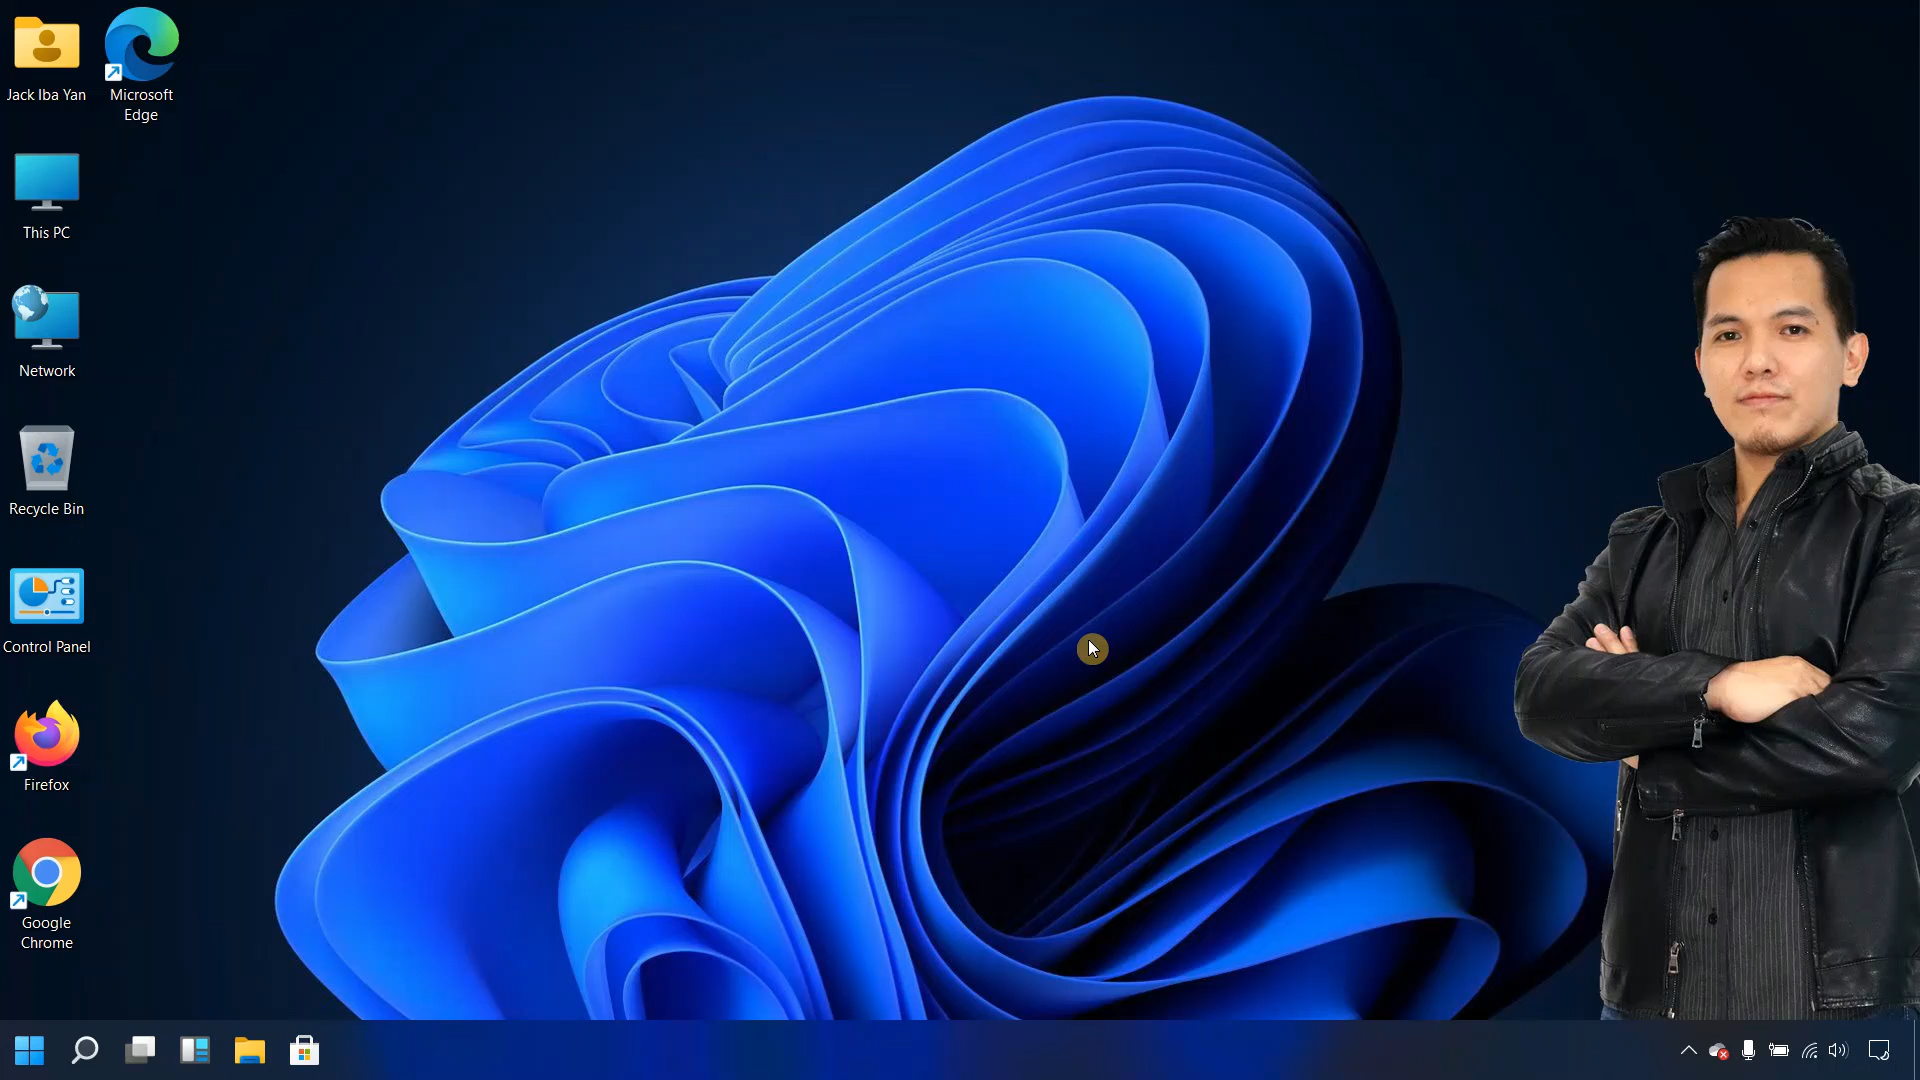 Jack Iba Yan
Microsoft
Edge
This PC
Network
Recycle Bin
Control Panel
Firefox
Google
Chrome